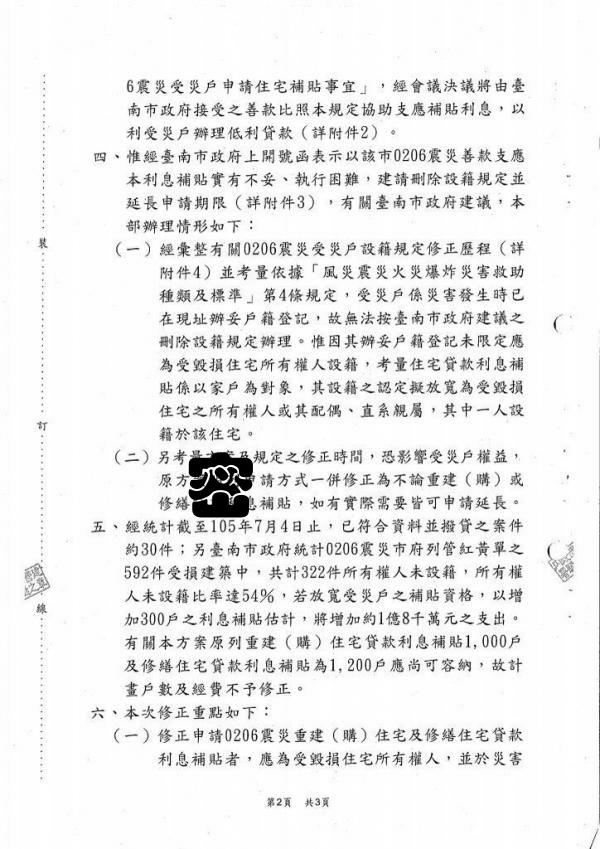 6震災受災戶申請住宅補貼事宜」，經會議決議將由臺
南市政府接受之善款比照本規定協助支應補貼利息，以
利受災戶辦理低利貸款（詳附件2）。
四、惟經臺南市政府上開號函表示以該市0206震災善款支應
本利息補貼實有不妥、執行困難，建請刪除設籍規定並
延長申請期限（詳附件3），有關臺南市政府建議，本
部辦理情形如下：
（一）經彙整有關0206震災受災戶設籍規定修正歷程（詳
附件4）並考量依據「風災震災火災爆炸災害救助
種類及標準」第4條規定，受災戶係災害發生時已
在現址辦妥戶籍登記，故無法按臺南市政府建議之
刪除設籍規定辦理。惟因其辦妥戶籍登記未限定應
為受毀損住宅所有權人設籍，考量住宅貸款利息補
貼係以家戶為對象，其設籍之認定擬放寬為受毀損
住宅之所有權人或其配偶、直系親屬，其中一人設
籍於該住宅。
（二）另考量 及規定之修正時間，恐影響受災戶權益，
原方 請方式一併修正為不論重建（購）或
修繕 息補貼，如有實際需要皆可申請延長。
五、經統計截至105年7月4日止，已符合資料並撥貸之案件
約30件；另臺南市政府統計0206震災市府列管紅黃單之
592件受損建築中，共計322件所有權人未設籍，所有權
人未設籍比率達54%，若放寬受災戶之補貼資格，以增
加300戶之利息補貼估計，將增加約1億8千萬元之支出。
有關本方案原列重建（購）住宅貸款利息補貼1,000戶
及修繕住宅貸款利息補貼為1,200戶應尚可容納，故計
畫戶數及經費不予修正。
六、本次修正重點如下：
（一）修正申請0206震災重建（購）住宅及修繕住宅貸款
利息補貼者，應為受毀損住宅所有權人，並於災害
裝
訂
線
第2頁 共3頁